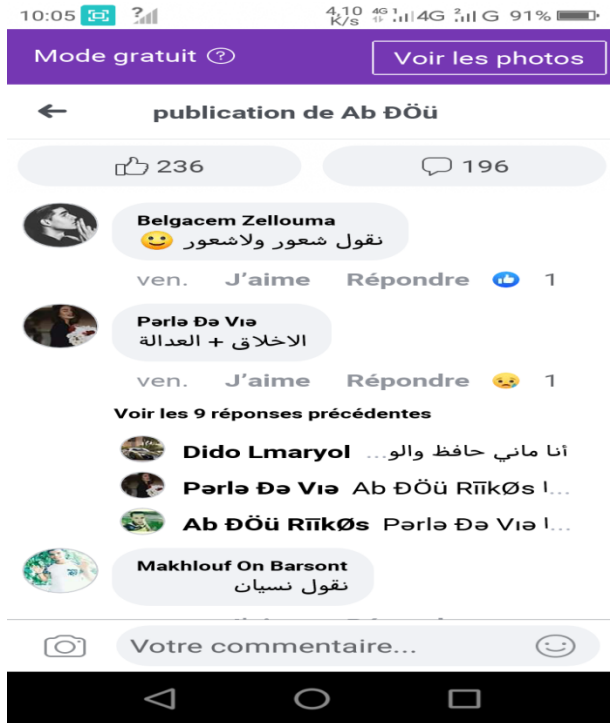 10:05 4,10 K/s 4G 1 4G 2 G 91%
Mode gratuit ? Voir les photos
publication de Ab ĐÖü
236 196
Belgacem Zellouma
نقول شعور ولاشعور 🙂
ven. J'aime Répondre 1
Pərlə Đə Vıə
الاخلاق + العدالة
ven. J'aime Répondre 1
Voir les 9 réponses précédentes
Dido Lmaryol أنا ماني حافظ والو...
Pərlə Đə Vıə Ab ĐÖü RĪīkØs ا...
Ab ĐÖü RĪīkØs Pərlə Đə Vıə ا...
Makhlouf On Barsont
نقول نسيان
Votre commentaire...